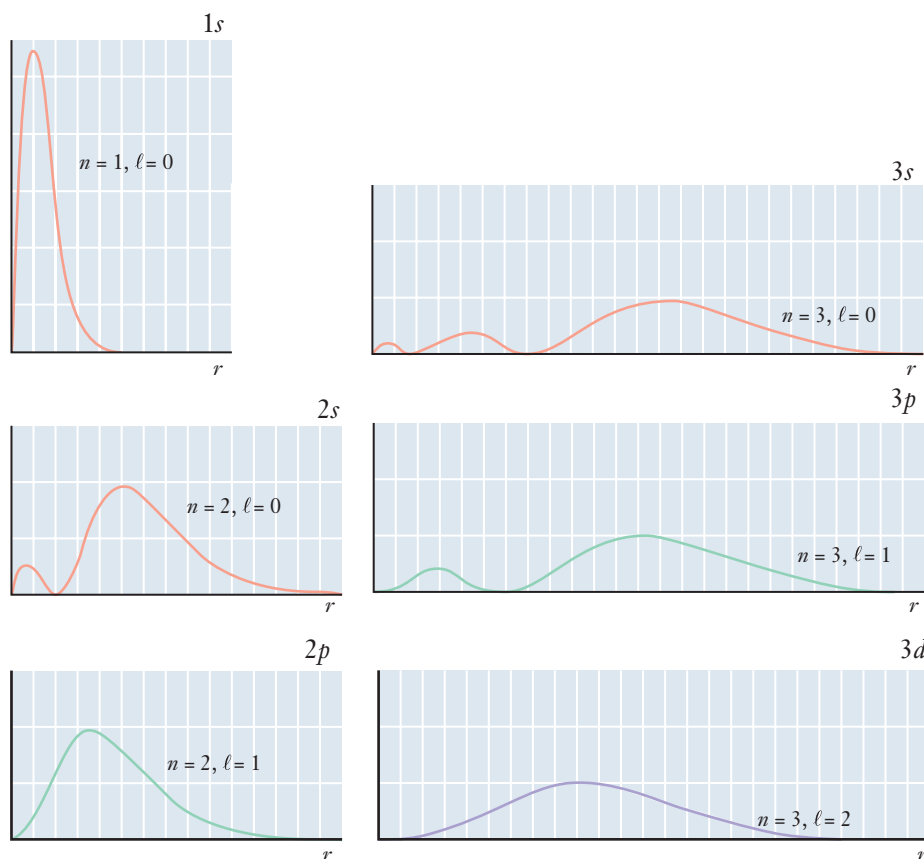 1s
n = 1, ℓ = 0
r
3s
n = 3, ℓ = 0
r
2s
n = 2, ℓ = 0
r
3p
n = 3, ℓ = 1
r
2p
n = 2, ℓ = 1
r
3d
n = 3, ℓ = 2
r